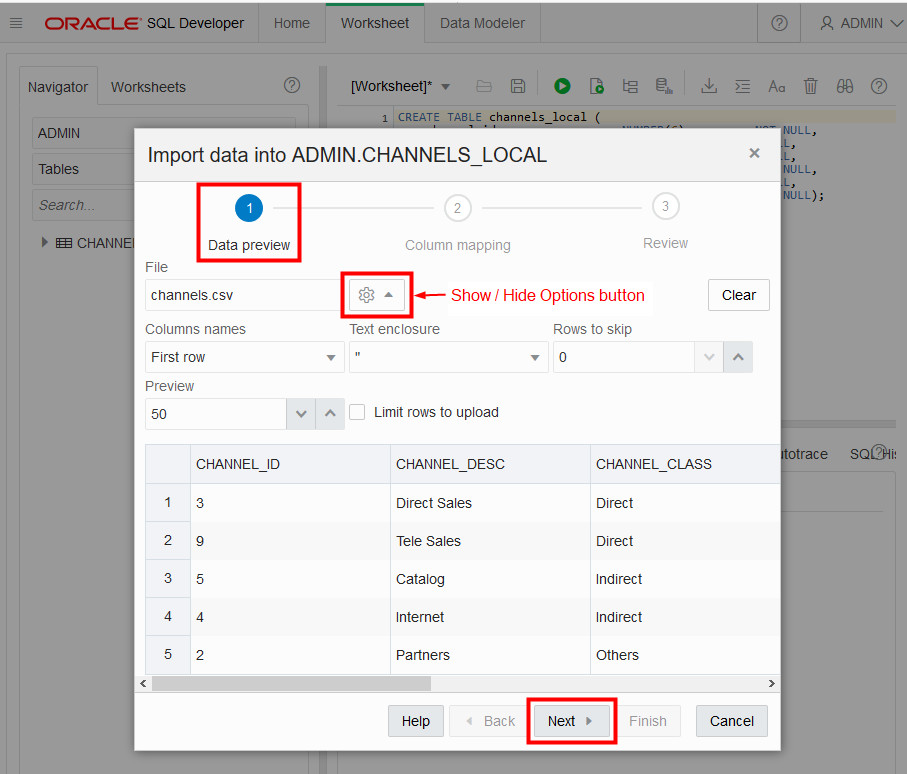 ORACLE® SQL Developer Home Worksheet Data Modeler ADMIN
Navigator Worksheets [Worksheet]*
1 CREATE TABLE channels_local (
ADMIN
NULL,
Tables
NULL,
NULL);
Search...
CHANNE
Import data into ADMIN.CHANNELS_LOCAL
1 2 3
Data preview Column mapping Review
File
channels.csv Show / Hide Options button Clear
Columns names Text enclosure Rows to skip
First row " 0
Preview
50 Limit rows to upload
utotrace SQL His
CHANNEL_ID CHANNEL_DESC CHANNEL_CLASS
1 3 Direct Sales Direct
2 9 Tele Sales Direct
3 5 Catalog Indirect
4 4 Internet Indirect
5 2 Partners Others
Help Back Next Finish Cancel